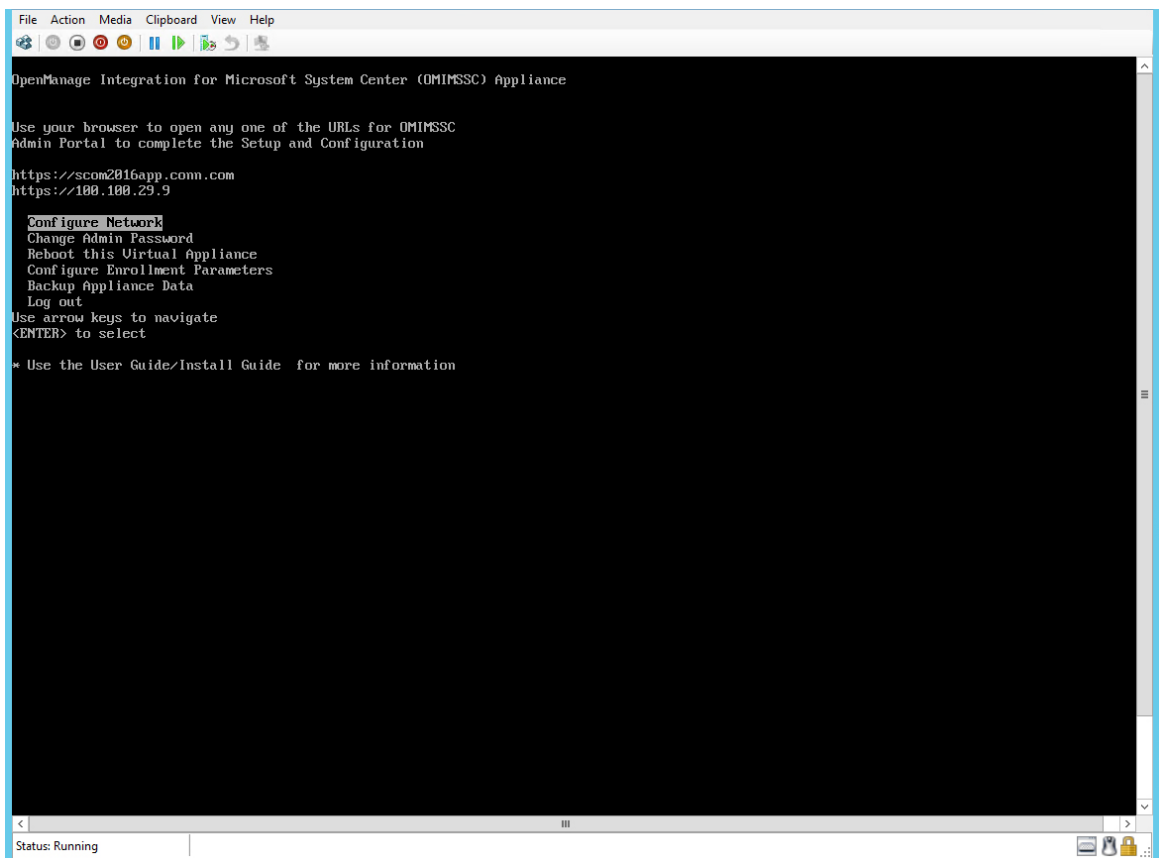 File Action Media Clipboard View Help
OpenManage Integration for Microsoft System Center (OMIMSSC) Appliance
Use your browser to open any one of the URLs for OMIMSSC
Admin Portal to complete the Setup and Configuration
https://scom2016app.conn.com
https://100.100.29.9
Configure Network
Change Admin Password
Reboot this Virtual Appliance
Configure Enrollment Parameters
Backup Appliance Data
Log out
Use arrow keys to navigate
<ENTER> to select
* Use the User Guide/Install Guide  for more information
Status: Running